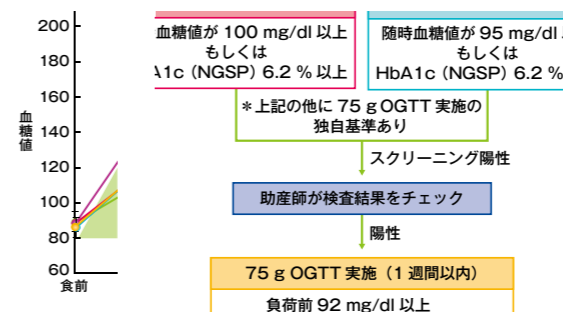 200
180
160
140
120
100
80
60
血糖値
食前
血糖値が 100 mg/dl 以上
もしくは
A1c（NGSP）6.2 % 以上
随時血糖値が 95 mg/dl
もしくは
HbA1c（NGSP）6.2 %
＊上記の他に 75 g OGTT 実施の
独自基準あり
スクリーニング陽性
助産師が検査結果をチェック
陽性
75 g OGTT 実施（1 週間以内）
負荷前 92 mg/dl 以上